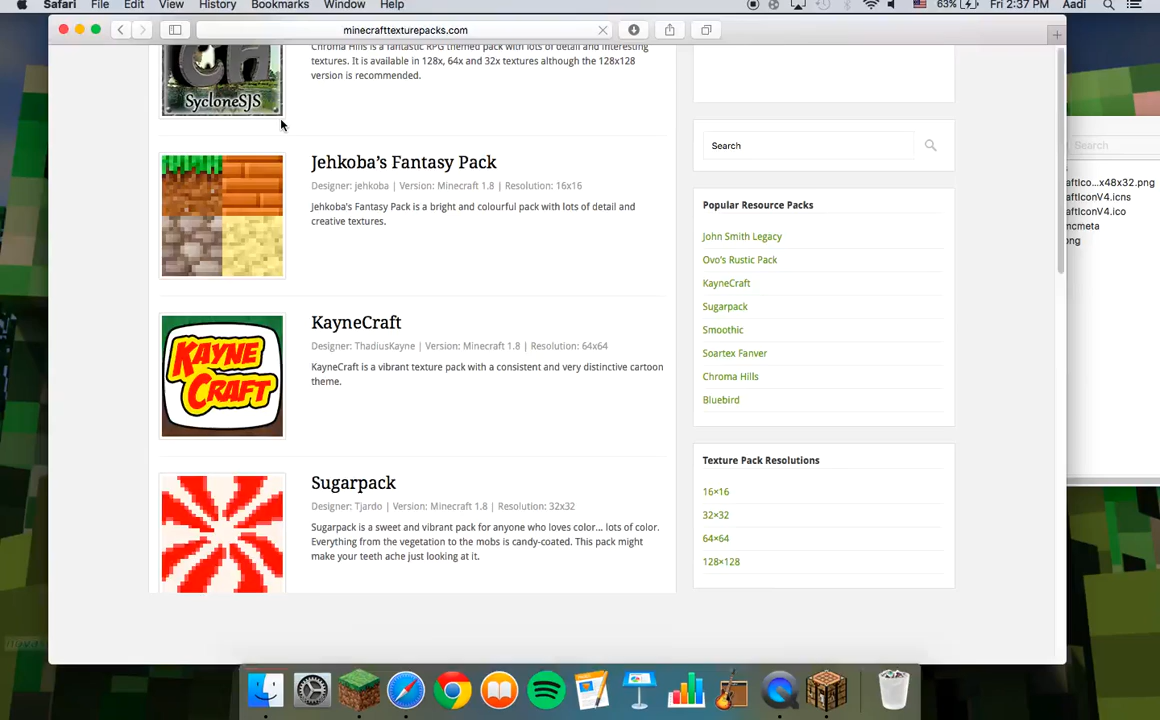 Safari File Edit View History Bookmarks Window Help 63% Fri 2:37 PM Aadi
minecrafttexturepacks.com
Chroma Hills is a fantastic RPG themed pack with lots of detail and interesting
textures. It is available in 128x, 64x and 32x textures although the 128x128
version is recommended.
SycloneSJS
Jehkoba's Fantasy Pack
Designer: jehkoba | Version: Minecraft 1.8 | Resolution: 16x16
Jehkoba's Fantasy Pack is a bright and colourful pack with lots of detail and
creative textures.
KAYNE
CRAFT
KayneCraft
Designer: ThadiusKayne | Version: Minecraft 1.8 | Resolution: 64x64
KayneCraft is a vibrant texture pack with a consistent and very distinctive cartoon
theme.
Sugarpack
Designer: Tjardo | Version: Minecraft 1.8 | Resolution: 32x32
Sugarpack is a sweet and vibrant pack for anyone who loves color... lots of color.
Everything from the vegetation to the mobs is candy-coated. This pack might
make your teeth ache just looking at it.
Search
Popular Resource Packs
John Smith Legacy
Ovo's Rustic Pack
KayneCraft
Sugarpack
Smoothic
Soartex Fanver
Chroma Hills
Bluebird
Texture Pack Resolutions
16×16
32×32
64×64
128×128
Search
aftIco...x48x32.png
aftIconV4.icns
aftIconV4.ico
ncmeta
png